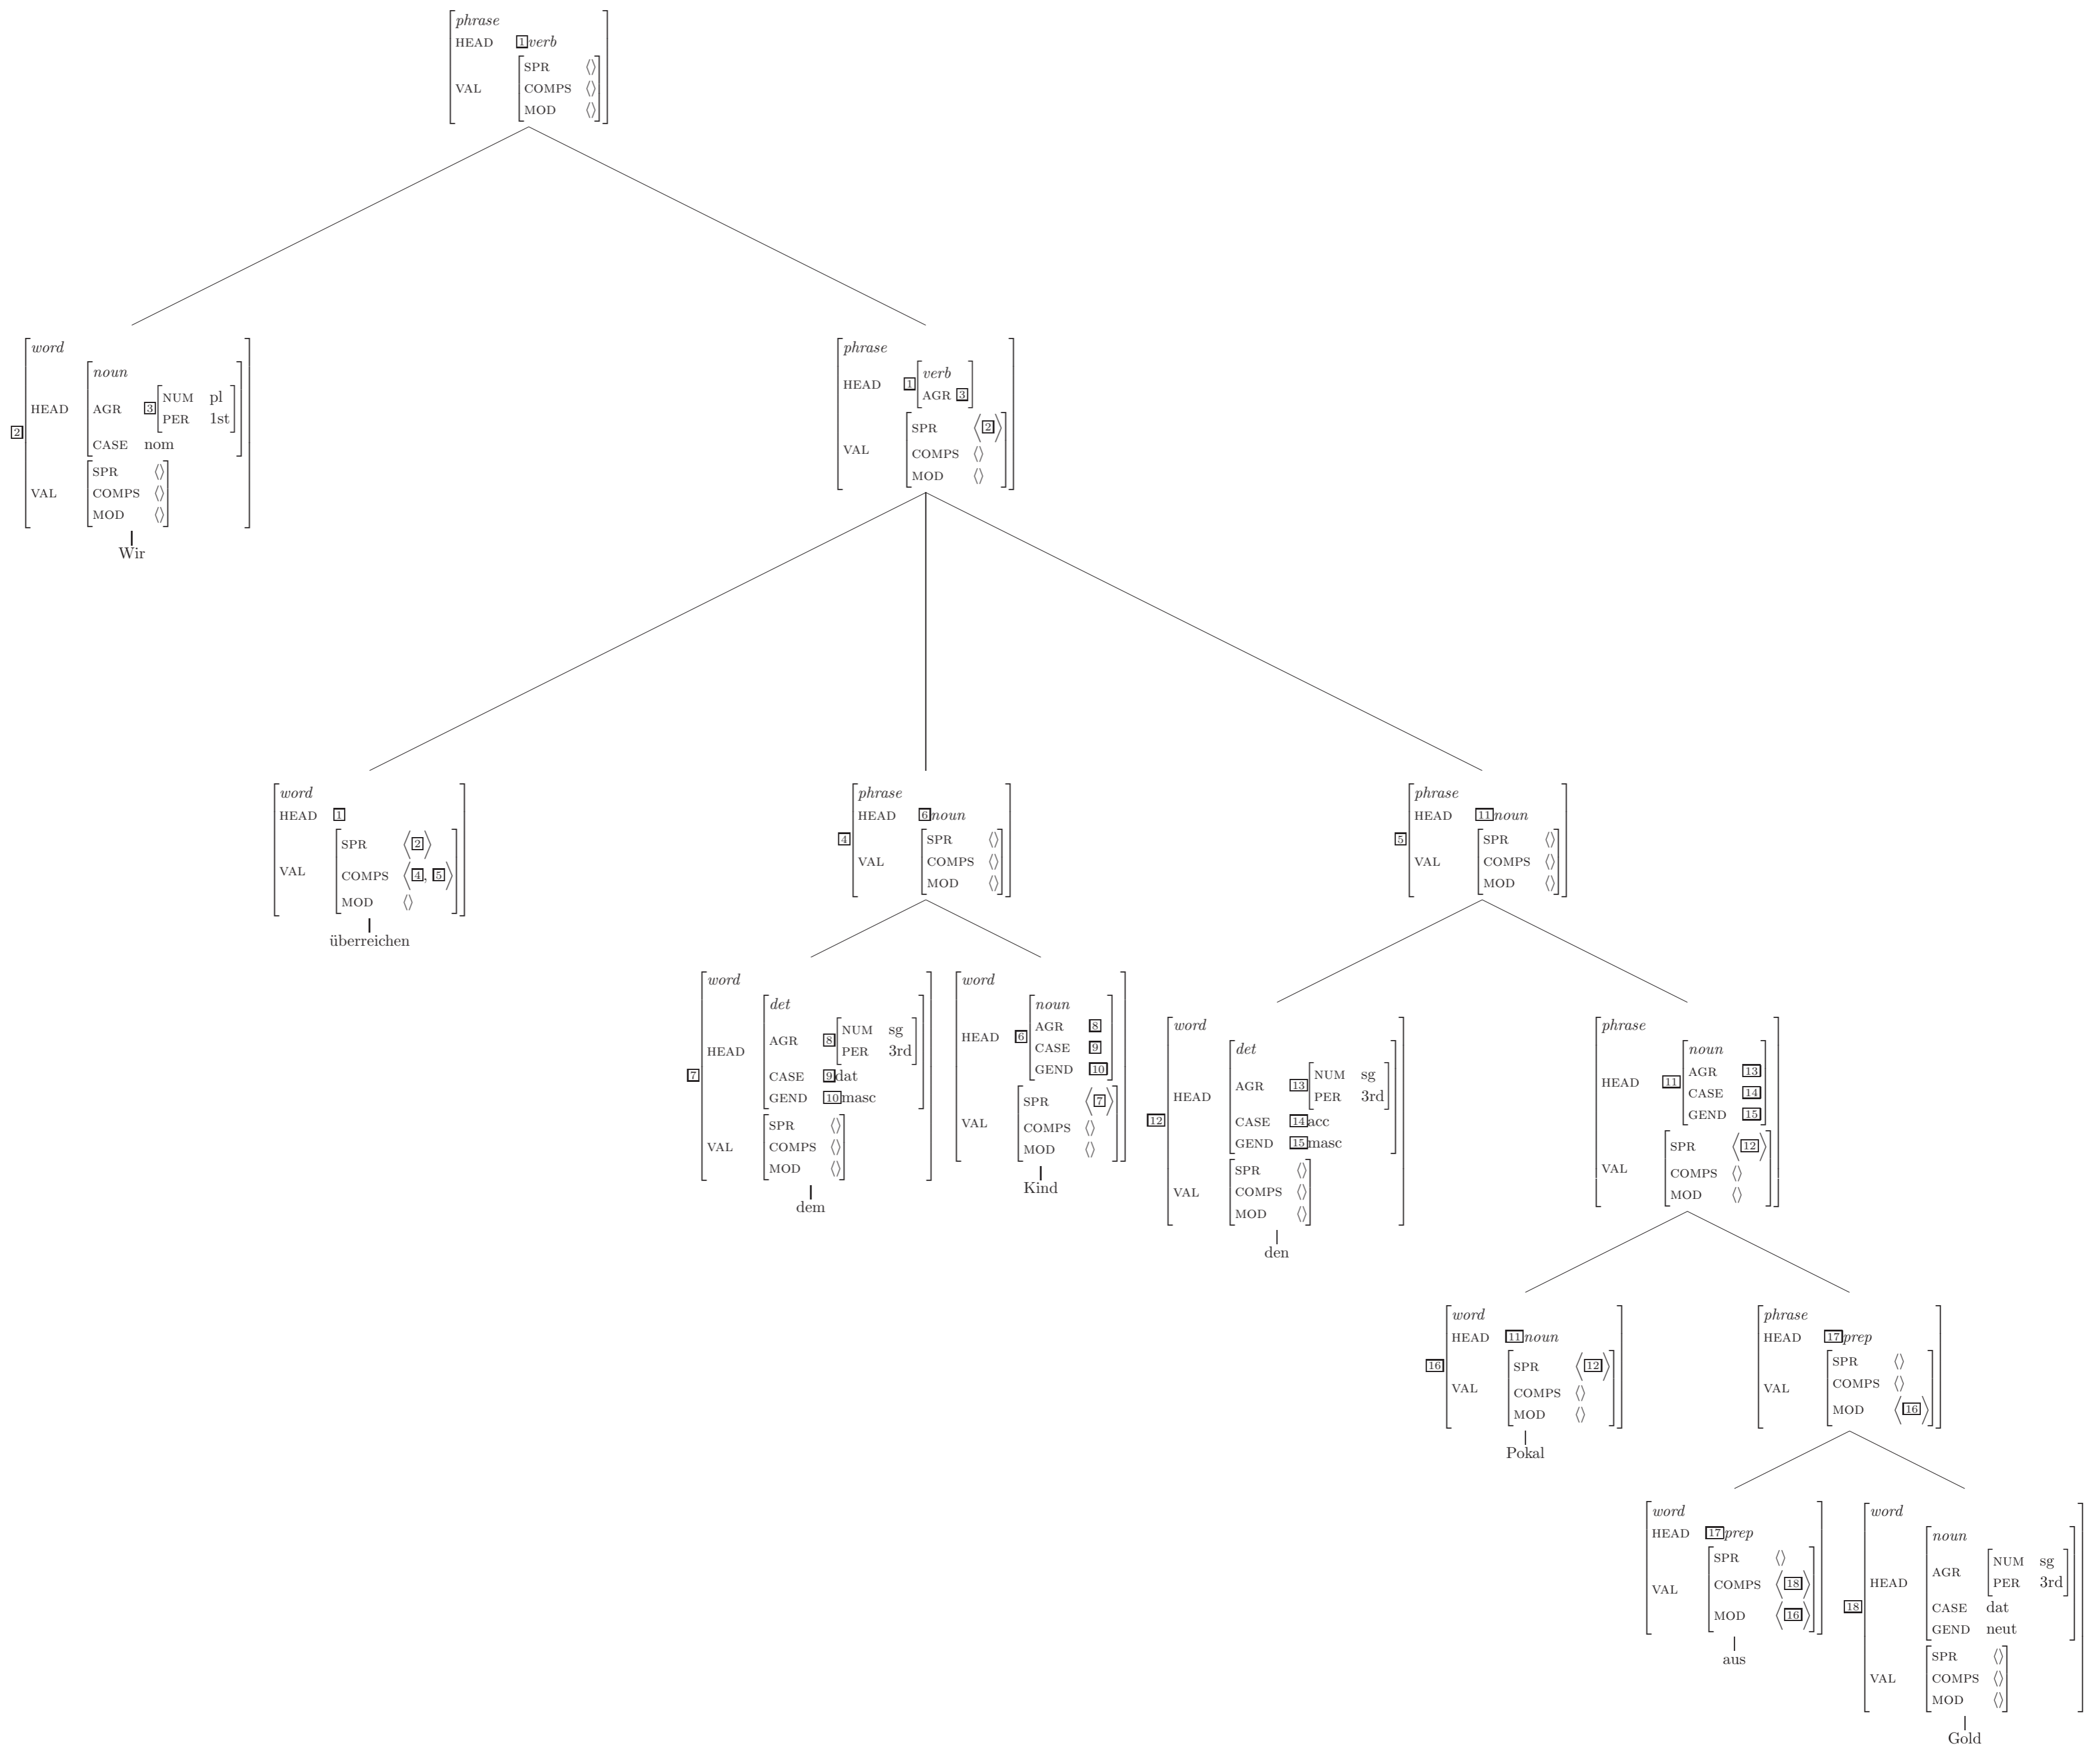 phrase
HEAD 1 verb
VAL SPR ⟨⟩
COMPS ⟨⟩
MOD ⟨⟩
2
word
HEAD noun
AGR 3 NUM pl
PER 1st
CASE nom
VAL SPR ⟨⟩
COMPS ⟨⟩
MOD ⟨⟩
Wir
phrase
HEAD 1 verb
AGR 3
VAL SPR ⟨2⟩
COMPS ⟨⟩
MOD ⟨⟩
word
HEAD 1
VAL SPR ⟨2⟩
COMPS ⟨4, 5⟩
MOD ⟨⟩
überreichen
4
phrase
HEAD 6 noun
VAL SPR ⟨⟩
COMPS ⟨⟩
MOD ⟨⟩
5
phrase
HEAD 11 noun
VAL SPR ⟨⟩
COMPS ⟨⟩
MOD ⟨⟩
7
word
HEAD det
AGR 8 NUM sg
PER 3rd
CASE 9 dat
GEND 10 masc
VAL SPR ⟨⟩
COMPS ⟨⟩
MOD ⟨⟩
dem
word
HEAD 6 noun
AGR 8
CASE 9
GEND 10
VAL SPR ⟨7⟩
COMPS ⟨⟩
MOD ⟨⟩
Kind
12
word
HEAD det
AGR 13 NUM sg
PER 3rd
CASE 14 acc
GEND 15 masc
VAL SPR ⟨⟩
COMPS ⟨⟩
MOD ⟨⟩
den
phrase
HEAD 11 noun
AGR 13
CASE 14
GEND 15
VAL SPR ⟨12⟩
COMPS ⟨⟩
MOD ⟨⟩
16
word
HEAD 11 noun
VAL SPR ⟨12⟩
COMPS ⟨⟩
MOD ⟨⟩
Pokal
phrase
HEAD 17 prep
VAL SPR ⟨⟩
COMPS ⟨⟩
MOD ⟨16⟩
word
HEAD 17 prep
VAL SPR ⟨⟩
COMPS ⟨18⟩
MOD ⟨16⟩
aus
18
word
HEAD noun
AGR NUM sg
PER 3rd
CASE dat
GEND neut
VAL SPR ⟨⟩
COMPS ⟨⟩
MOD ⟨⟩
Gold